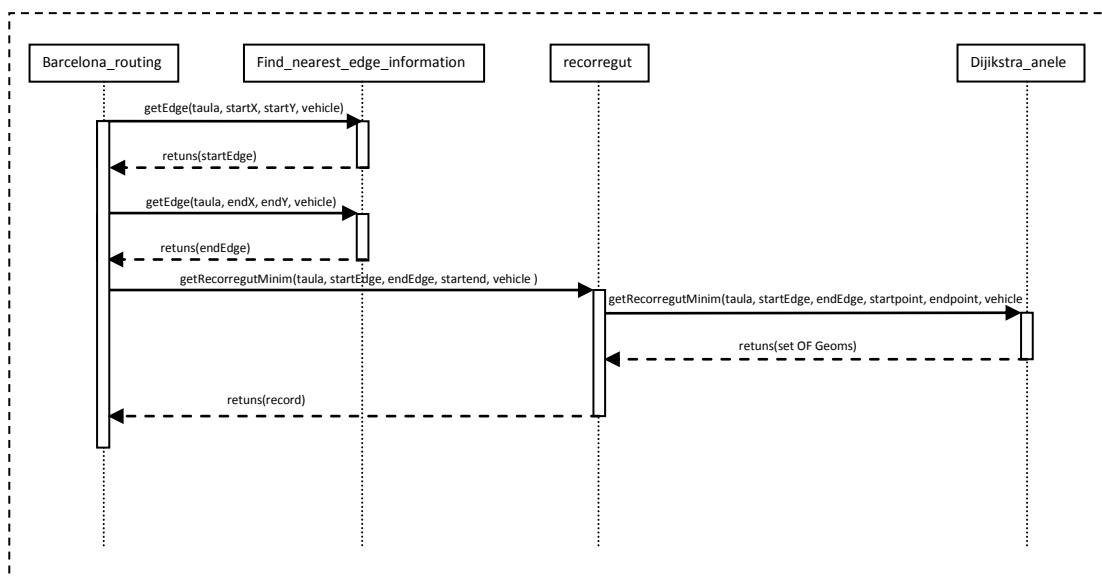 Barcelona_routing
Find_nearest_edge_information
recorregut
Dijikstra_anele
getEdge(taula, startX, startY, vehicle)
retuns(startEdge)
getEdge(taula, endX, endY, vehicle)
retuns(endEdge)
getRecorregutMinim(taula, startEdge, endEdge, startend, vehicle )
getRecorregutMinim(taula, startEdge, endEdge, startpoint, endpoint, vehicle
retuns(set OF Geoms)
retuns(record)